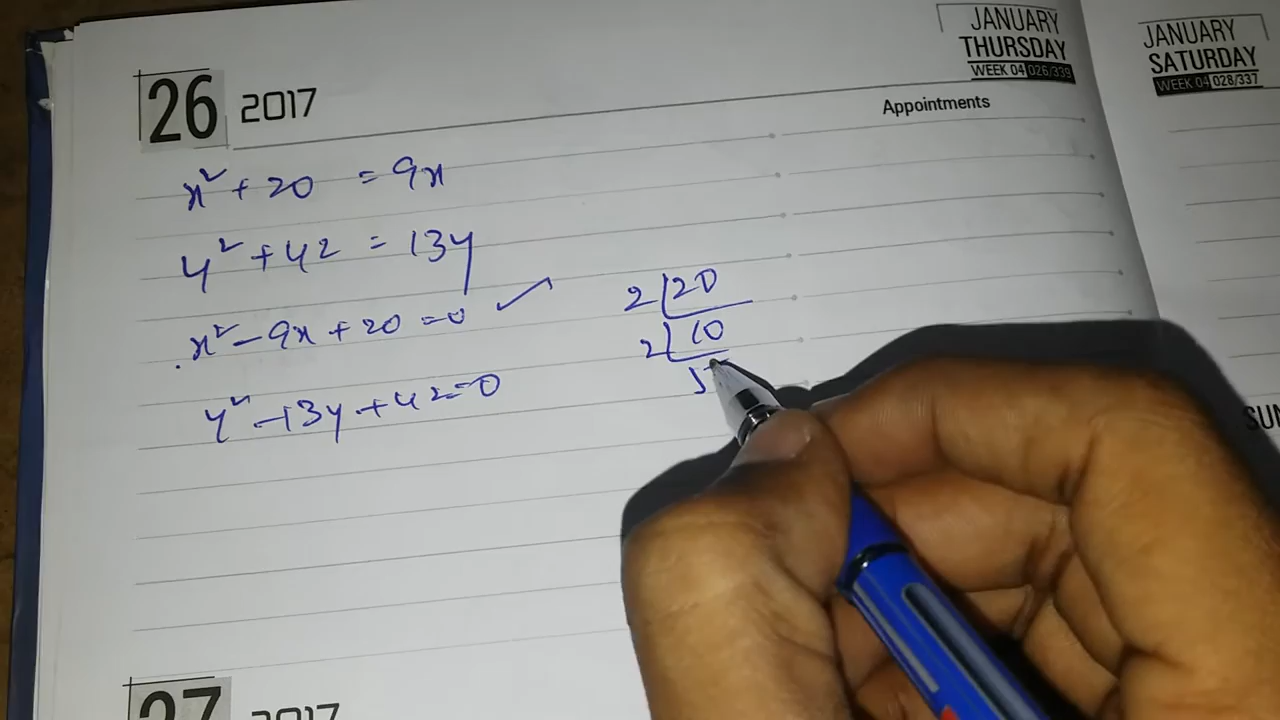 26 2017
JANUARY
THURSDAY
WEEK 04 026/339
Appointments
x² + 20 = 9x
y² + 42 = 13y
x² - 9x + 20 = 0 ✓
y² - 13y + 42 = 0
2 | 20
2 | 10
5
27 2017
JANUARY
SATURDAY
WEEK 04 028/337